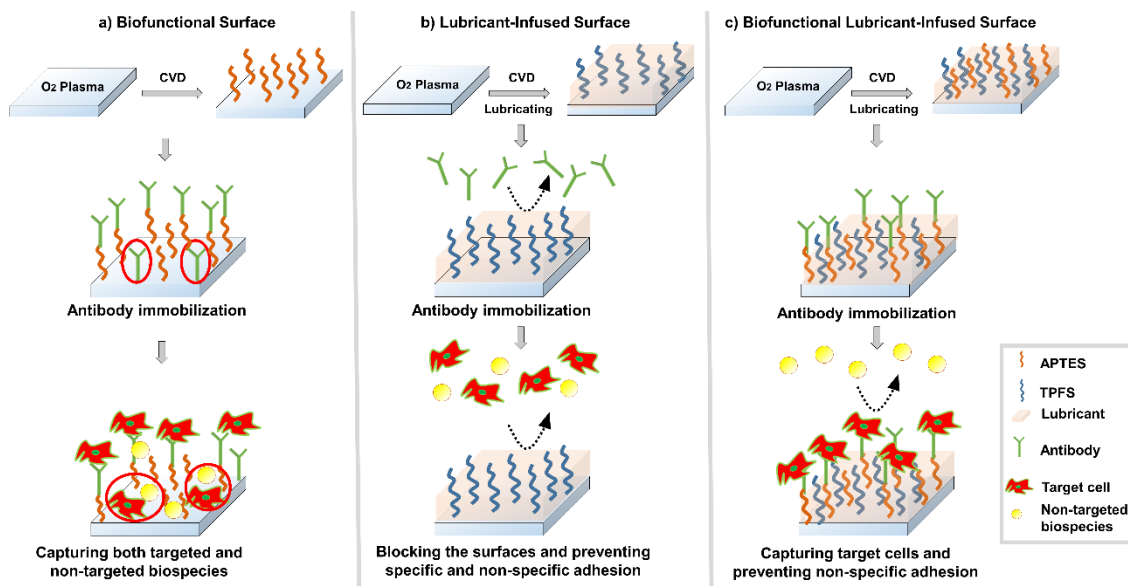 a) Biofunctional Surface
O2 Plasma
CVD
Antibody immobilization
Capturing both targeted and
non-targeted biospecies
b) Lubricant-Infused Surface
O2 Plasma
CVD
Lubricating
Antibody immobilization
Blocking the surfaces and preventing
specific and non-specific adhesion
c) Biofunctional Lubricant-Infused Surface
O2 Plasma
CVD
Lubricating
Antibody immobilization
Capturing target cells and
preventing non-specific adhesion
APTES
TPFS
Lubricant
Antibody
Target cell
Non-targeted
biospecies